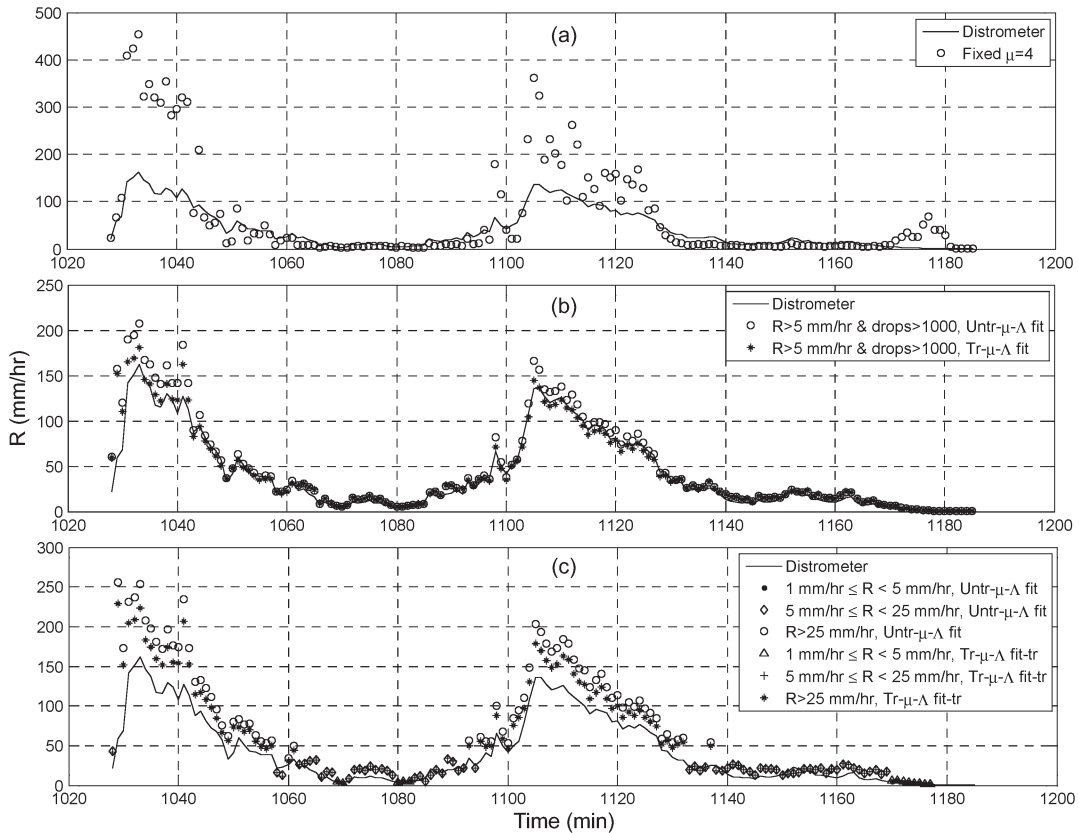 500
400
300
200
100
0
(a)
Distrometer
Fixed μ=4
1020 1040 1060 1080 1100 1120 1140 1160 1180 1200
250
200
150
100
50
0
(b)
Distrometer
R>5 mm/hr & drops>1000, Untr-μ-Λ fit
R>5 mm/hr & drops>1000, Tr-μ-Λ fit
R (mm/hr)
1020 1040 1060 1080 1100 1120 1140 1160 1180 1200
300
250
200
150
100
50
0
(c)
Distrometer
1 mm/hr ≤ R < 5 mm/hr, Untr-μ-Λ fit
5 mm/hr ≤ R < 25 mm/hr, Untr-μ-Λ fit
R>25 mm/hr, Untr-μ-Λ fit
1 mm/hr ≤ R < 5 mm/hr, Tr-μ-Λ fit-tr
5 mm/hr ≤ R < 25 mm/hr, Tr-μ-Λ fit-tr
R>25 mm/hr, Tr-μ-Λ fit-tr
1020 1040 1060 1080 1100 1120 1140 1160 1180 1200
Time (min)